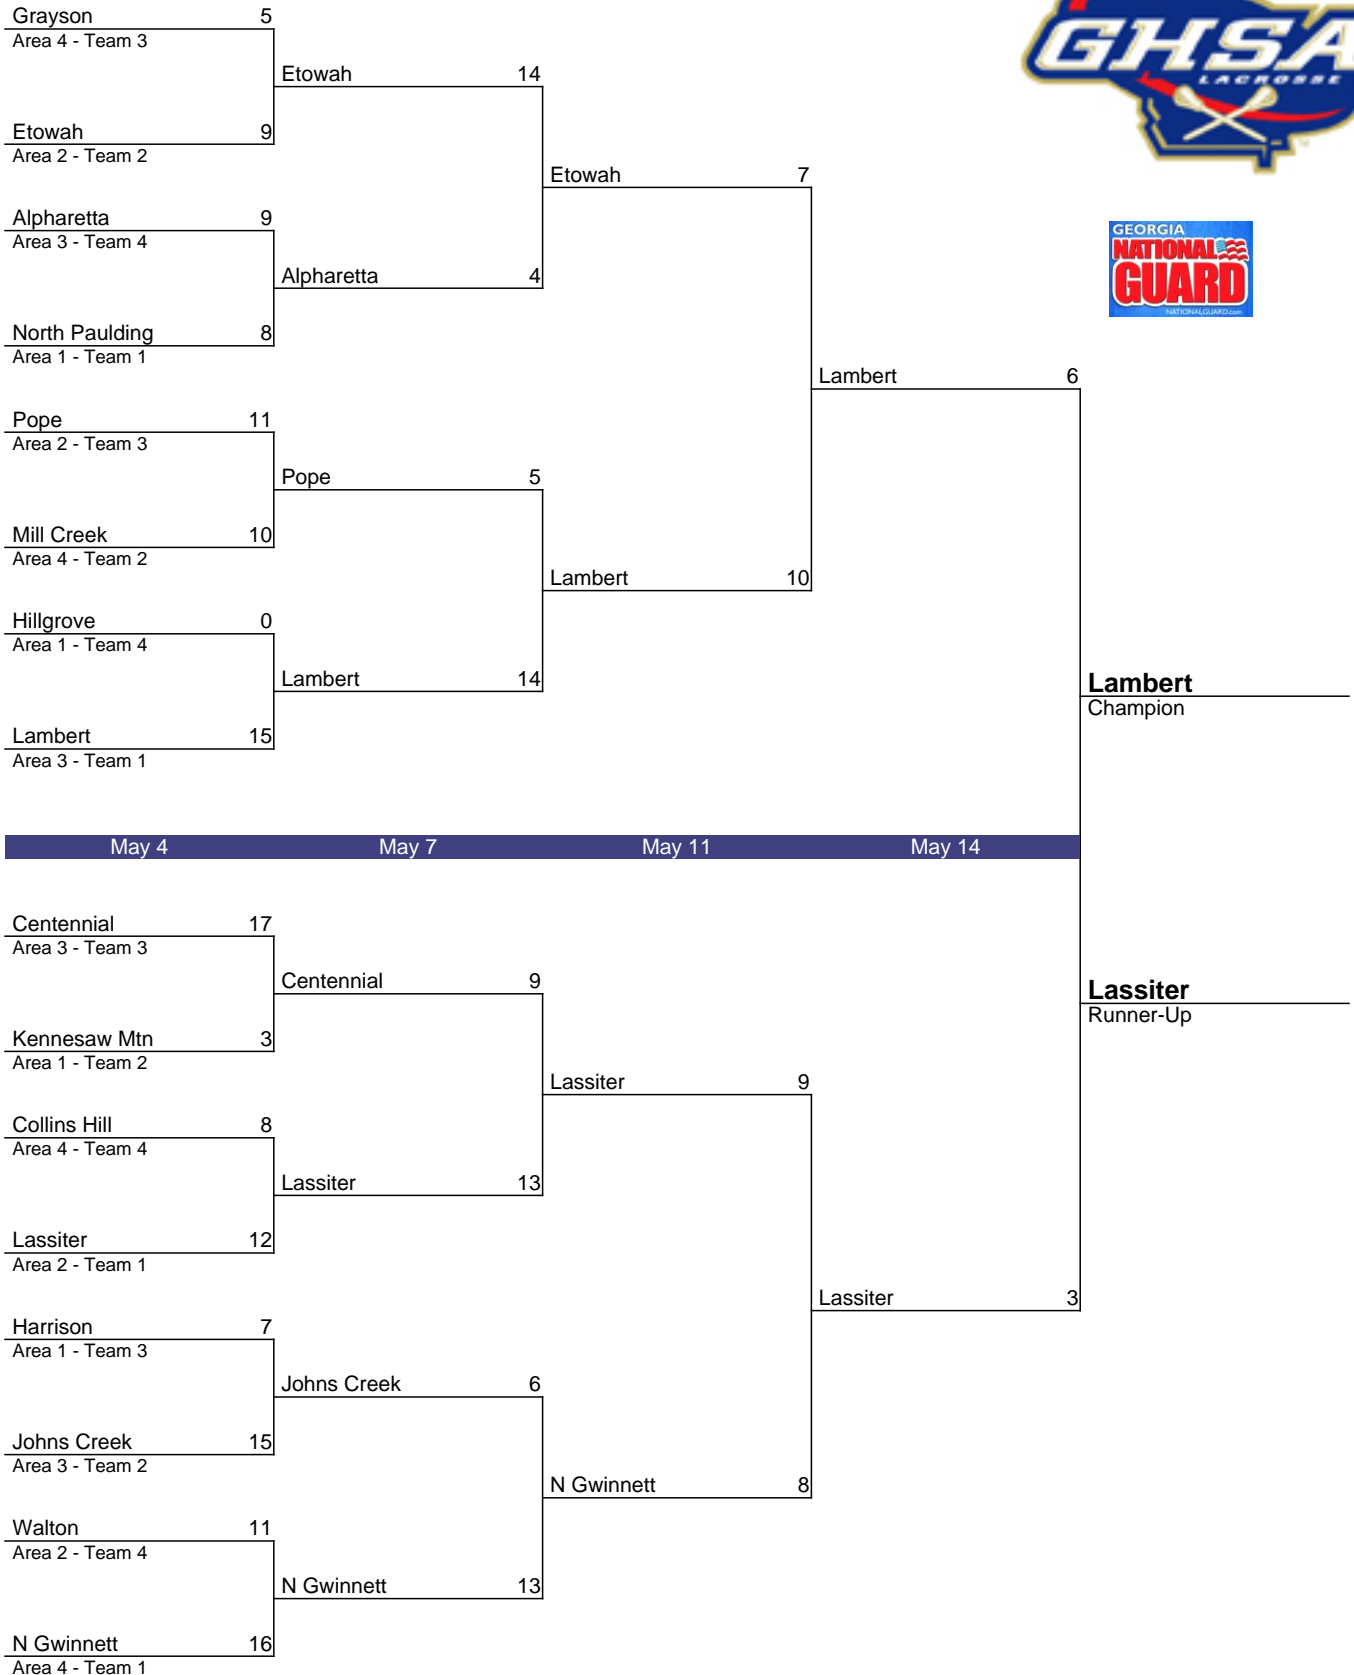 GHSA
LACROSSE
GEORGIA
NATIONAL
GUARD
NATIONALGUARD.com
Grayson 5
Area 4 - Team 3
Etowah 14
Etowah 9
Area 2 - Team 2
Etowah 7
Alpharetta 9
Area 3 - Team 4
Alpharetta 4
North Paulding 8
Area 1 - Team 1
Lambert 6
Pope 11
Area 2 - Team 3
Pope 5
Mill Creek 10
Area 4 - Team 2
Lambert 10
Hillgrove 0
Area 1 - Team 4
Lambert 14
Lambert
Champion
Lambert 15
Area 3 - Team 1
May 4 May 7 May 11 May 14
Centennial 17
Area 3 - Team 3
Centennial 9
Lassiter
Runner-Up
Kennesaw Mtn 3
Area 1 - Team 2
Lassiter 9
Collins Hill 8
Area 4 - Team 4
Lassiter 13
Lassiter 12
Area 2 - Team 1
Lassiter 3
Harrison 7
Area 1 - Team 3
Johns Creek 6
Johns Creek 15
Area 3 - Team 2
N Gwinnett 8
Walton 11
Area 2 - Team 4
N Gwinnett 13
N Gwinnett 16
Area 4 - Team 1